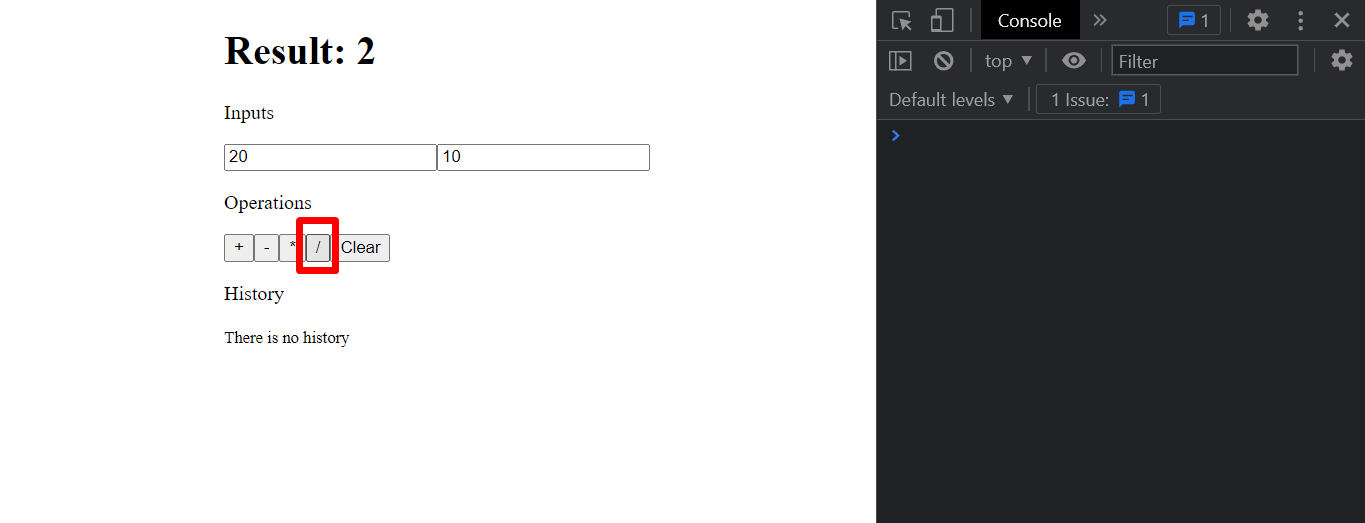 Result: 2
Inputs
20 10
Operations
+ - * / Clear
History
There is no history
Console » 1
top ▼ Filter
Default levels ▼ 1 Issue: 1
>